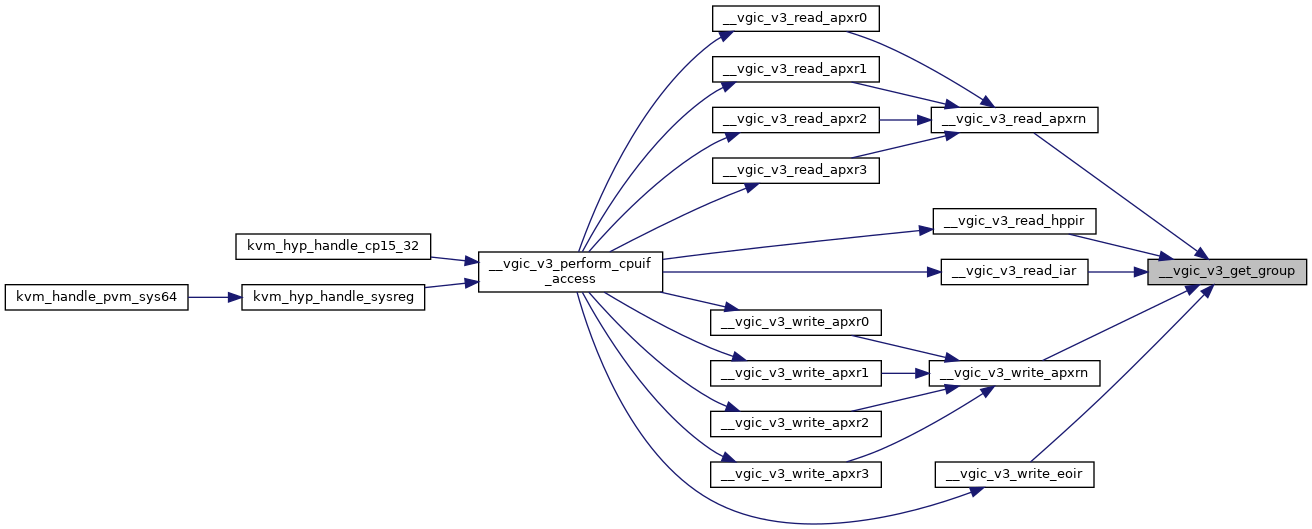 __vgic_v3_read_apxr0
__vgic_v3_read_apxr1
__vgic_v3_read_apxr2
__vgic_v3_read_apxrn
__vgic_v3_read_apxr3
__vgic_v3_read_hppir
kvm_hyp_handle_cp15_32
__vgic_v3_perform_cpuif
_access
__vgic_v3_read_iar
__vgic_v3_get_group
kvm_handle_pvm_sys64
kvm_hyp_handle_sysreg
__vgic_v3_write_apxr0
__vgic_v3_write_apxr1
__vgic_v3_write_apxrn
__vgic_v3_write_apxr2
__vgic_v3_write_apxr3
__vgic_v3_write_eoir